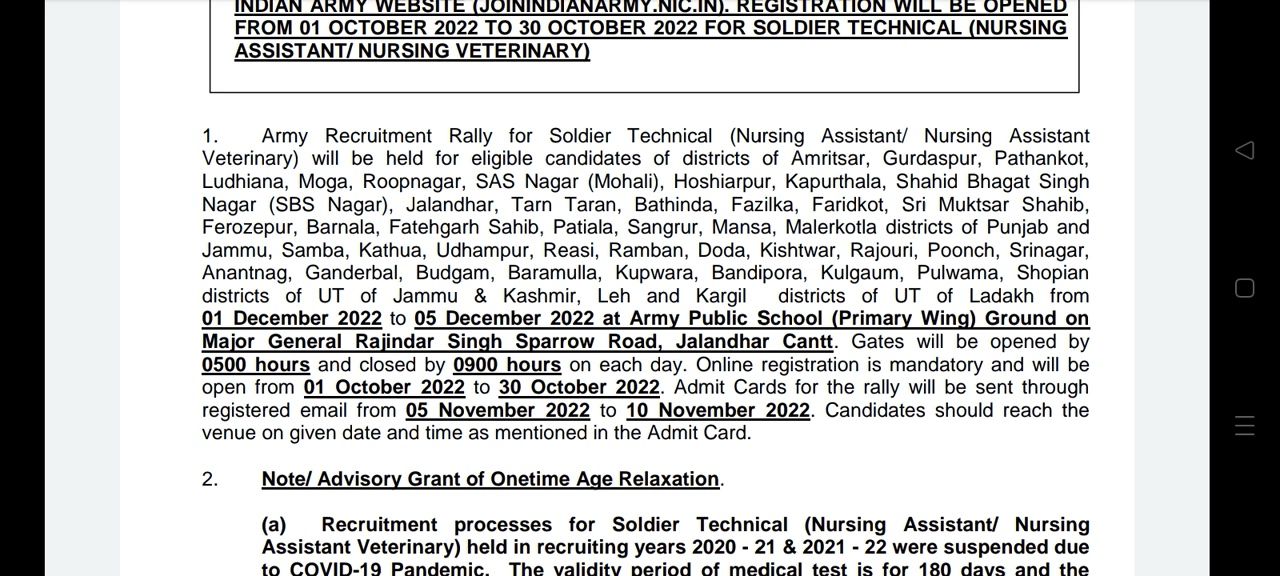 INDIAN ARMY WEBSITE (JOININDIANARMY.NIC.IN). REGISTRATION WILL BE OPENED
FROM 01 OCTOBER 2022 TO 30 OCTOBER 2022 FOR SOLDIER TECHNICAL (NURSING
ASSISTANT/ NURSING VETERINARY)
1. Army Recruitment Rally for Soldier Technical (Nursing Assistant/ Nursing Assistant
Veterinary) will be held for eligible candidates of districts of Amritsar, Gurdaspur, Pathankot,
Ludhiana, Moga, Roopnagar, SAS Nagar (Mohali), Hoshiarpur, Kapurthala, Shahid Bhagat Singh
Nagar (SBS Nagar), Jalandhar, Tarn Taran, Bathinda, Fazilka, Faridkot, Sri Muktsar Shahib,
Ferozepur, Barnala, Fatehgarh Sahib, Patiala, Sangrur, Mansa, Malerkotla districts of Punjab and
Jammu, Samba, Kathua, Udhampur, Reasi, Ramban, Doda, Kishtwar, Rajouri, Poonch, Srinagar,
Anantnag, Ganderbal, Budgam, Baramulla, Kupwara, Bandipora, Kulgaum, Pulwama, Shopian
districts of UT of Jammu & Kashmir, Leh and Kargil districts of UT of Ladakh from
01 December 2022 to 05 December 2022 at Army Public School (Primary Wing) Ground on
Major General Rajindar Singh Sparrow Road, Jalandhar Cantt. Gates will be opened by
0500 hours and closed by 0900 hours on each day. Online registration is mandatory and will be
open from 01 October 2022 to 30 October 2022. Admit Cards for the rally will be sent through
registered email from 05 November 2022 to 10 November 2022. Candidates should reach the
venue on given date and time as mentioned in the Admit Card.
2. Note/ Advisory Grant of Onetime Age Relaxation.
(a) Recruitment processes for Soldier Technical (Nursing Assistant/ Nursing
Assistant Veterinary) held in recruiting years 2020 - 21 & 2021 - 22 were suspended due
to COVID-19 Pandemic. The validity period of medical test is for 180 days and the